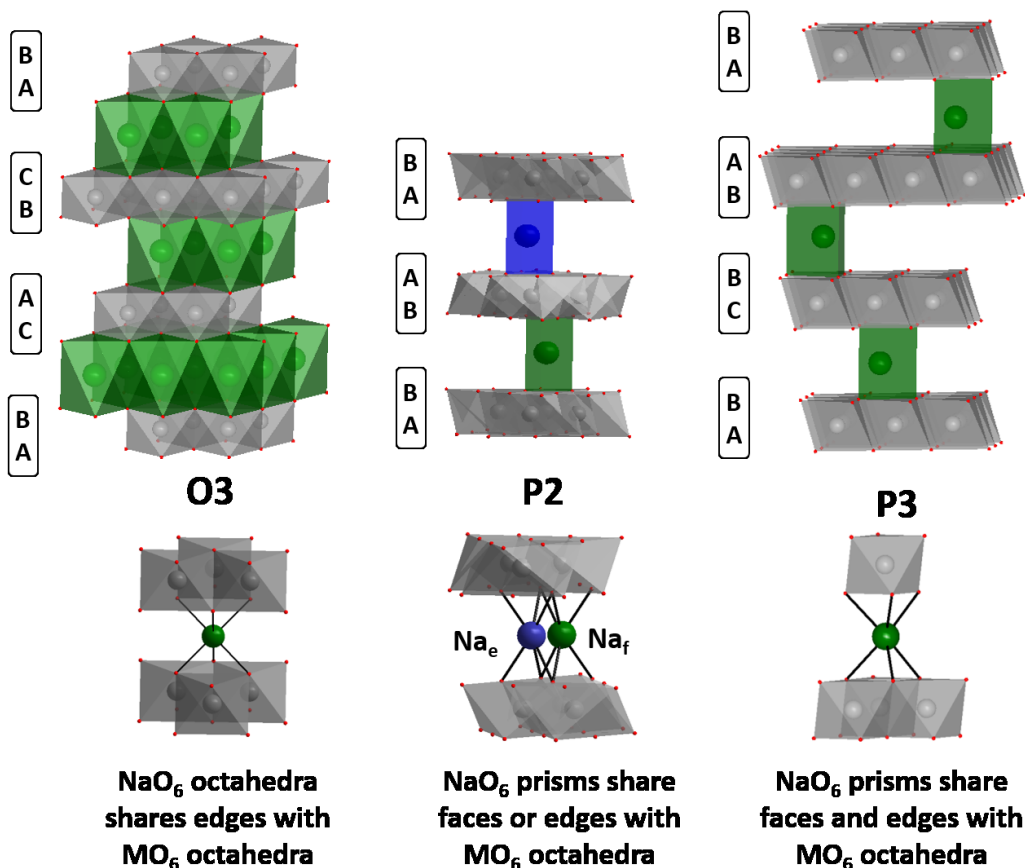 B
A
C
B
A
C
B
A
O3
B
A
A
B
B
A
P2
B
A
A
B
B
C
B
A
P3
Naₑ
Na_f
NaO₆ octahedra
shares edges with
MO₆ octahedra
NaO₆ prisms share
faces or edges with
MO₆ octahedra
NaO₆ prisms share
faces and edges with
MO₆ octahedra